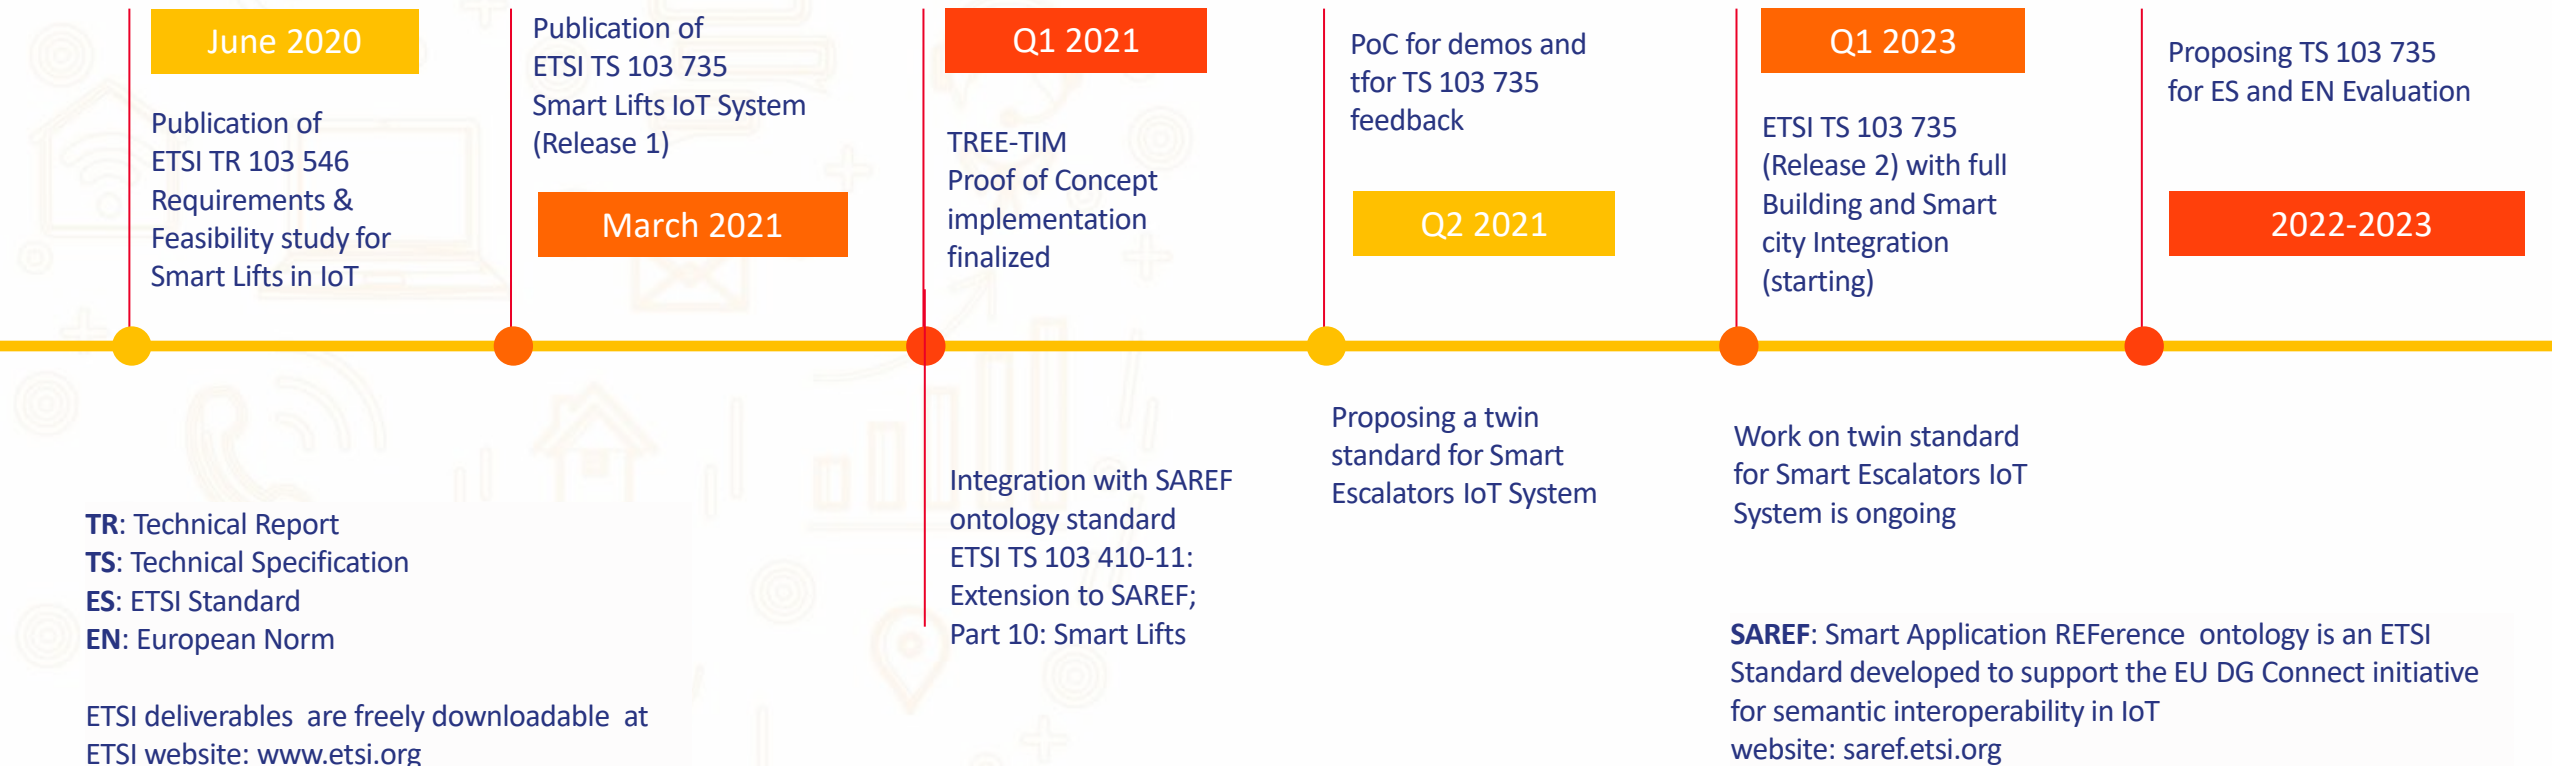 June 2020
Publication of
ETSI TR 103 546
Requirements &
Feasibility study for
Smart Lifts in IoT
Publication of
ETSI TS 103 735
Smart Lifts IoT System
(Release 1)
March 2021
Q1 2021
TREE-TIM
Proof of Concept
implementation
finalized
PoC for demos and
tfor TS 103 735
feedback
Q2 2021
Q1 2023
ETSI TS 103 735
(Release 2) with full
Building and Smart
city Integration
(starting)
Proposing TS 103 735
for ES and EN Evaluation
2022-2023
TR: Technical Report
TS: Technical Specification
ES: ETSI Standard
EN: European Norm
ETSI deliverables are freely downloadable at
ETSI website: www.etsi.org
Integration with SAREF
ontology standard
ETSI TS 103 410-11:
Extension to SAREF;
Part 10: Smart Lifts
Proposing a twin
standard for Smart
Escalators IoT System
Work on twin standard
for Smart Escalators IoT
System is ongoing
SAREF: Smart Application REFerence ontology is an ETSI
Standard developed to support the EU DG Connect initiative
for semantic interoperability in IoT
website: saref.etsi.org